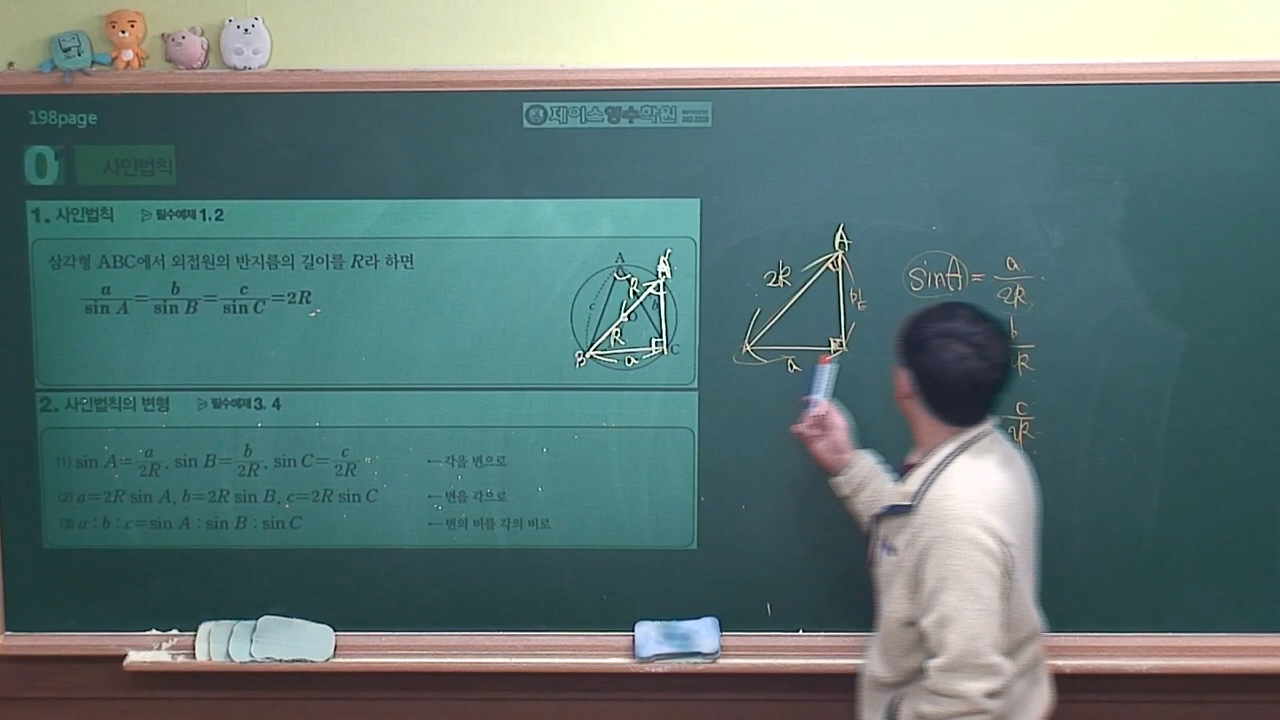 198page
제이스영수학원
0
사인법칙
1. 사인법칙 ▷ 필수예제 1, 2
삼각형 ABC에서 외접원의 반지름의 길이를 R라 하면
a/sin A = b/sin B = c/sin C = 2R
A
c
b
R
R
a
B
C
2. 사인법칙의 변형 ▷ 필수예제 3, 4
(1) sin A = a/2R, sin B = b/2R, sin C = c/2R ←각을 변으로
(2) a=2R sin A, b=2R sin B, c=2R sin C ←변을 각으로
(3) a : b : c = sin A : sin B : sin C ←변의 비를 각의 비로
A
2R
a
sinA = a/2R
b
c/2R